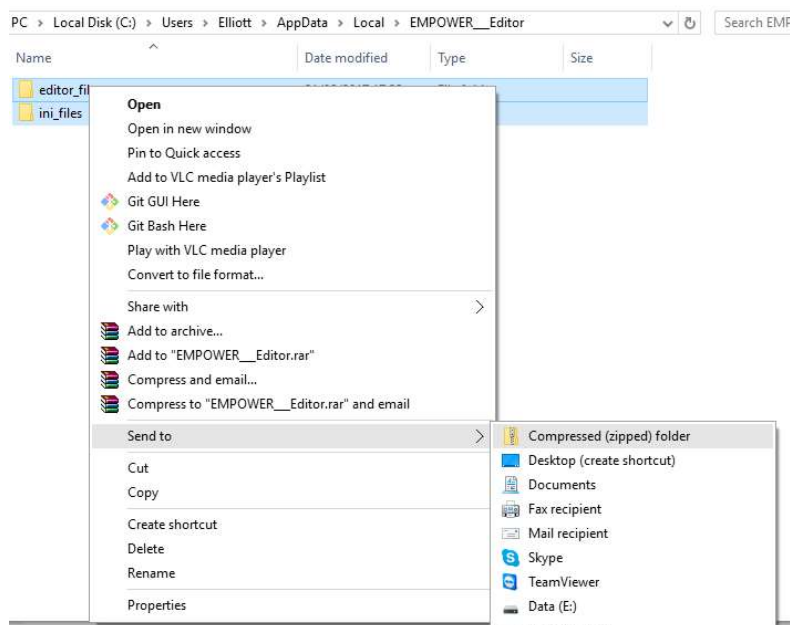 PC > Local Disk (C:) > Users > Elliott > AppData > Local > EMPOWER___Editor
Search EMP
Name
Date modified
Type
Size
editor_fil
ini_files
Open
Open in new window
Pin to Quick access
Add to VLC media player's Playlist
Git GUI Here
Git Bash Here
Play with VLC media player
Convert to file format...
Share with
Add to archive...
Add to "EMPOWER___Editor.rar"
Compress and email...
Compress to "EMPOWER___Editor.rar" and email
Send to
Cut
Copy
Create shortcut
Delete
Rename
Properties
Compressed (zipped) folder
Desktop (create shortcut)
Documents
Fax recipient
Mail recipient
Skype
TeamViewer
Data (E:)